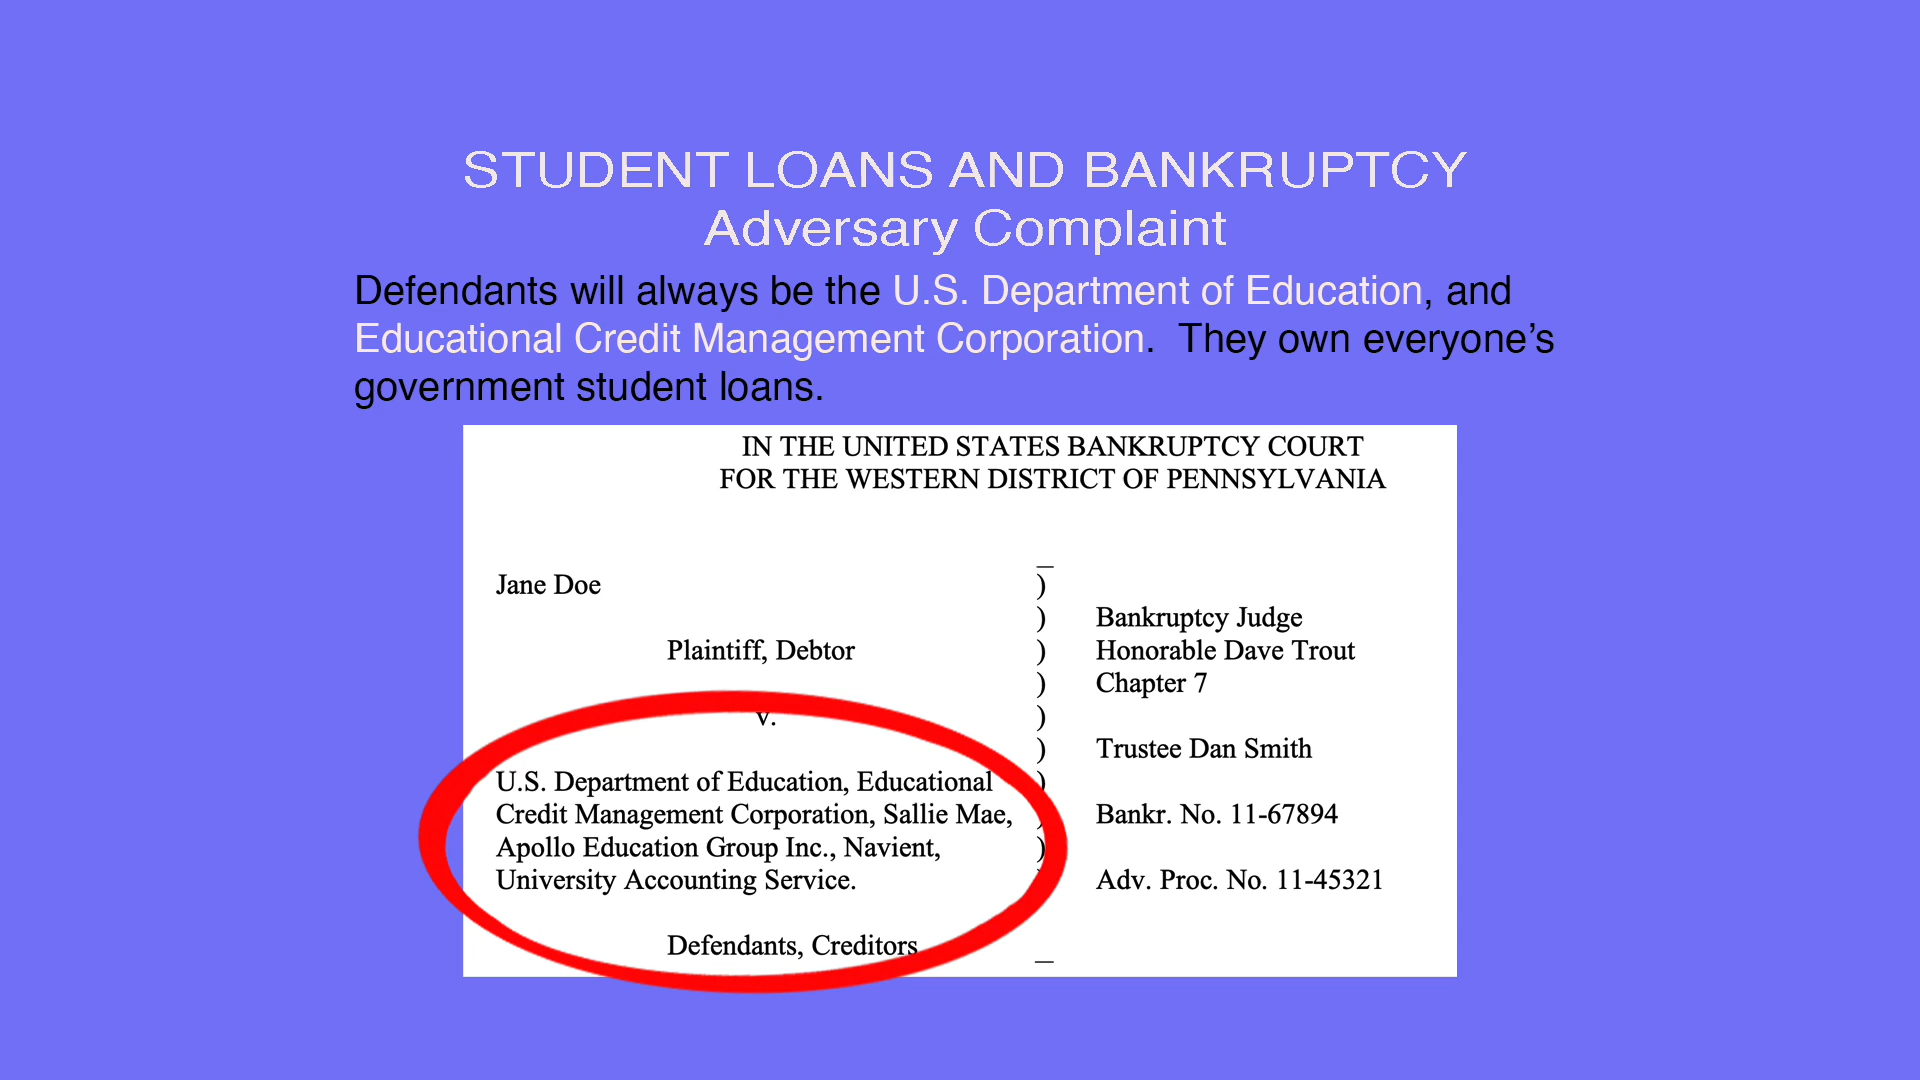 STUDENT LOANS AND BANKRUPTCY
Adversary Complaint
Defendants will always be the U.S. Department of Education, and
Educational Credit Management Corporation.  They own everyone’s
government student loans.
IN THE UNITED STATES BANKRUPTCY COURT
FOR THE WESTERN DISTRICT OF PENNSYLVANIA
_
Jane Doe )
) Bankruptcy Judge
Plaintiff, Debtor ) Honorable Dave Trout
) Chapter 7
v. )
) Trustee Dan Smith
U.S. Department of Education, Educational )
Credit Management Corporation, Sallie Mae, ) Bankr. No. 11-67894
Apollo Education Group Inc., Navient, )
University Accounting Service. ) Adv. Proc. No. 11-45321
Defendants, Creditors _